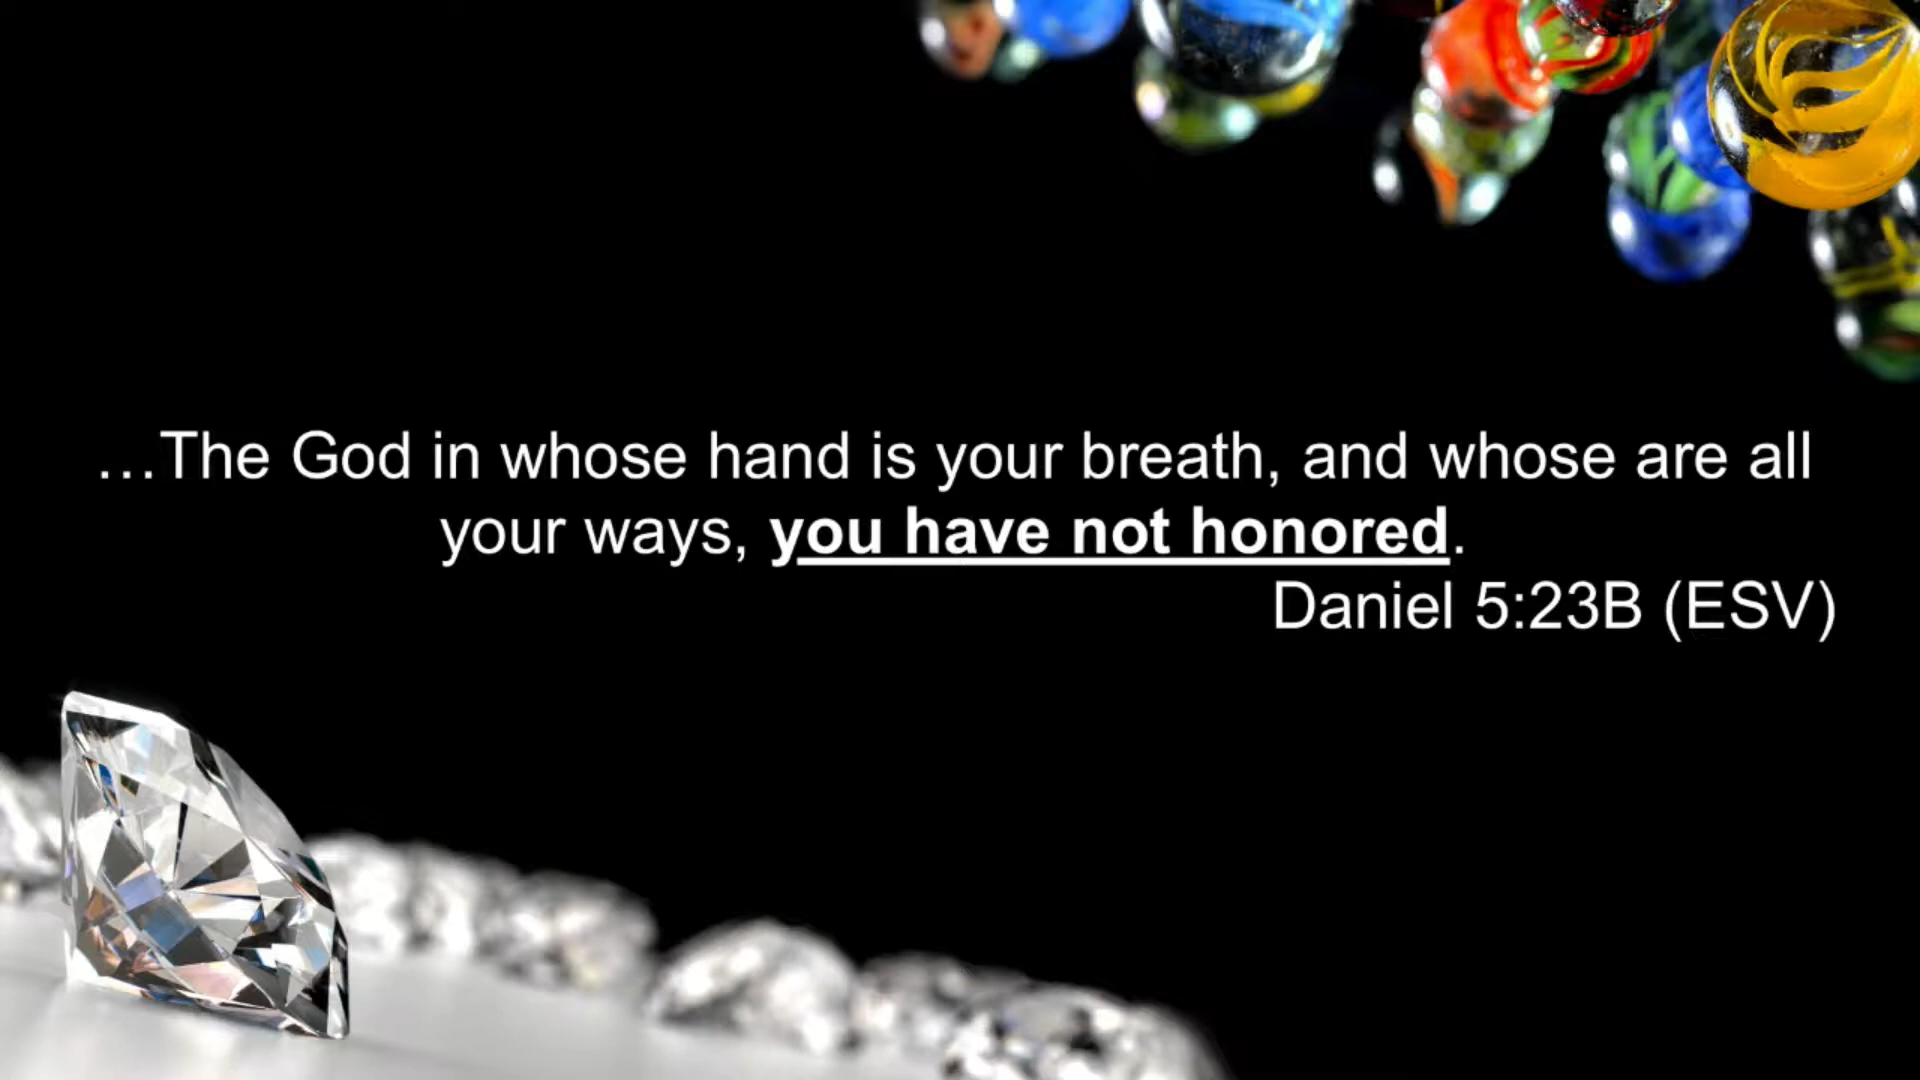 …The God in whose hand is your breath, and whose are all
your ways, you have not honored.
Daniel 5:23B (ESV)